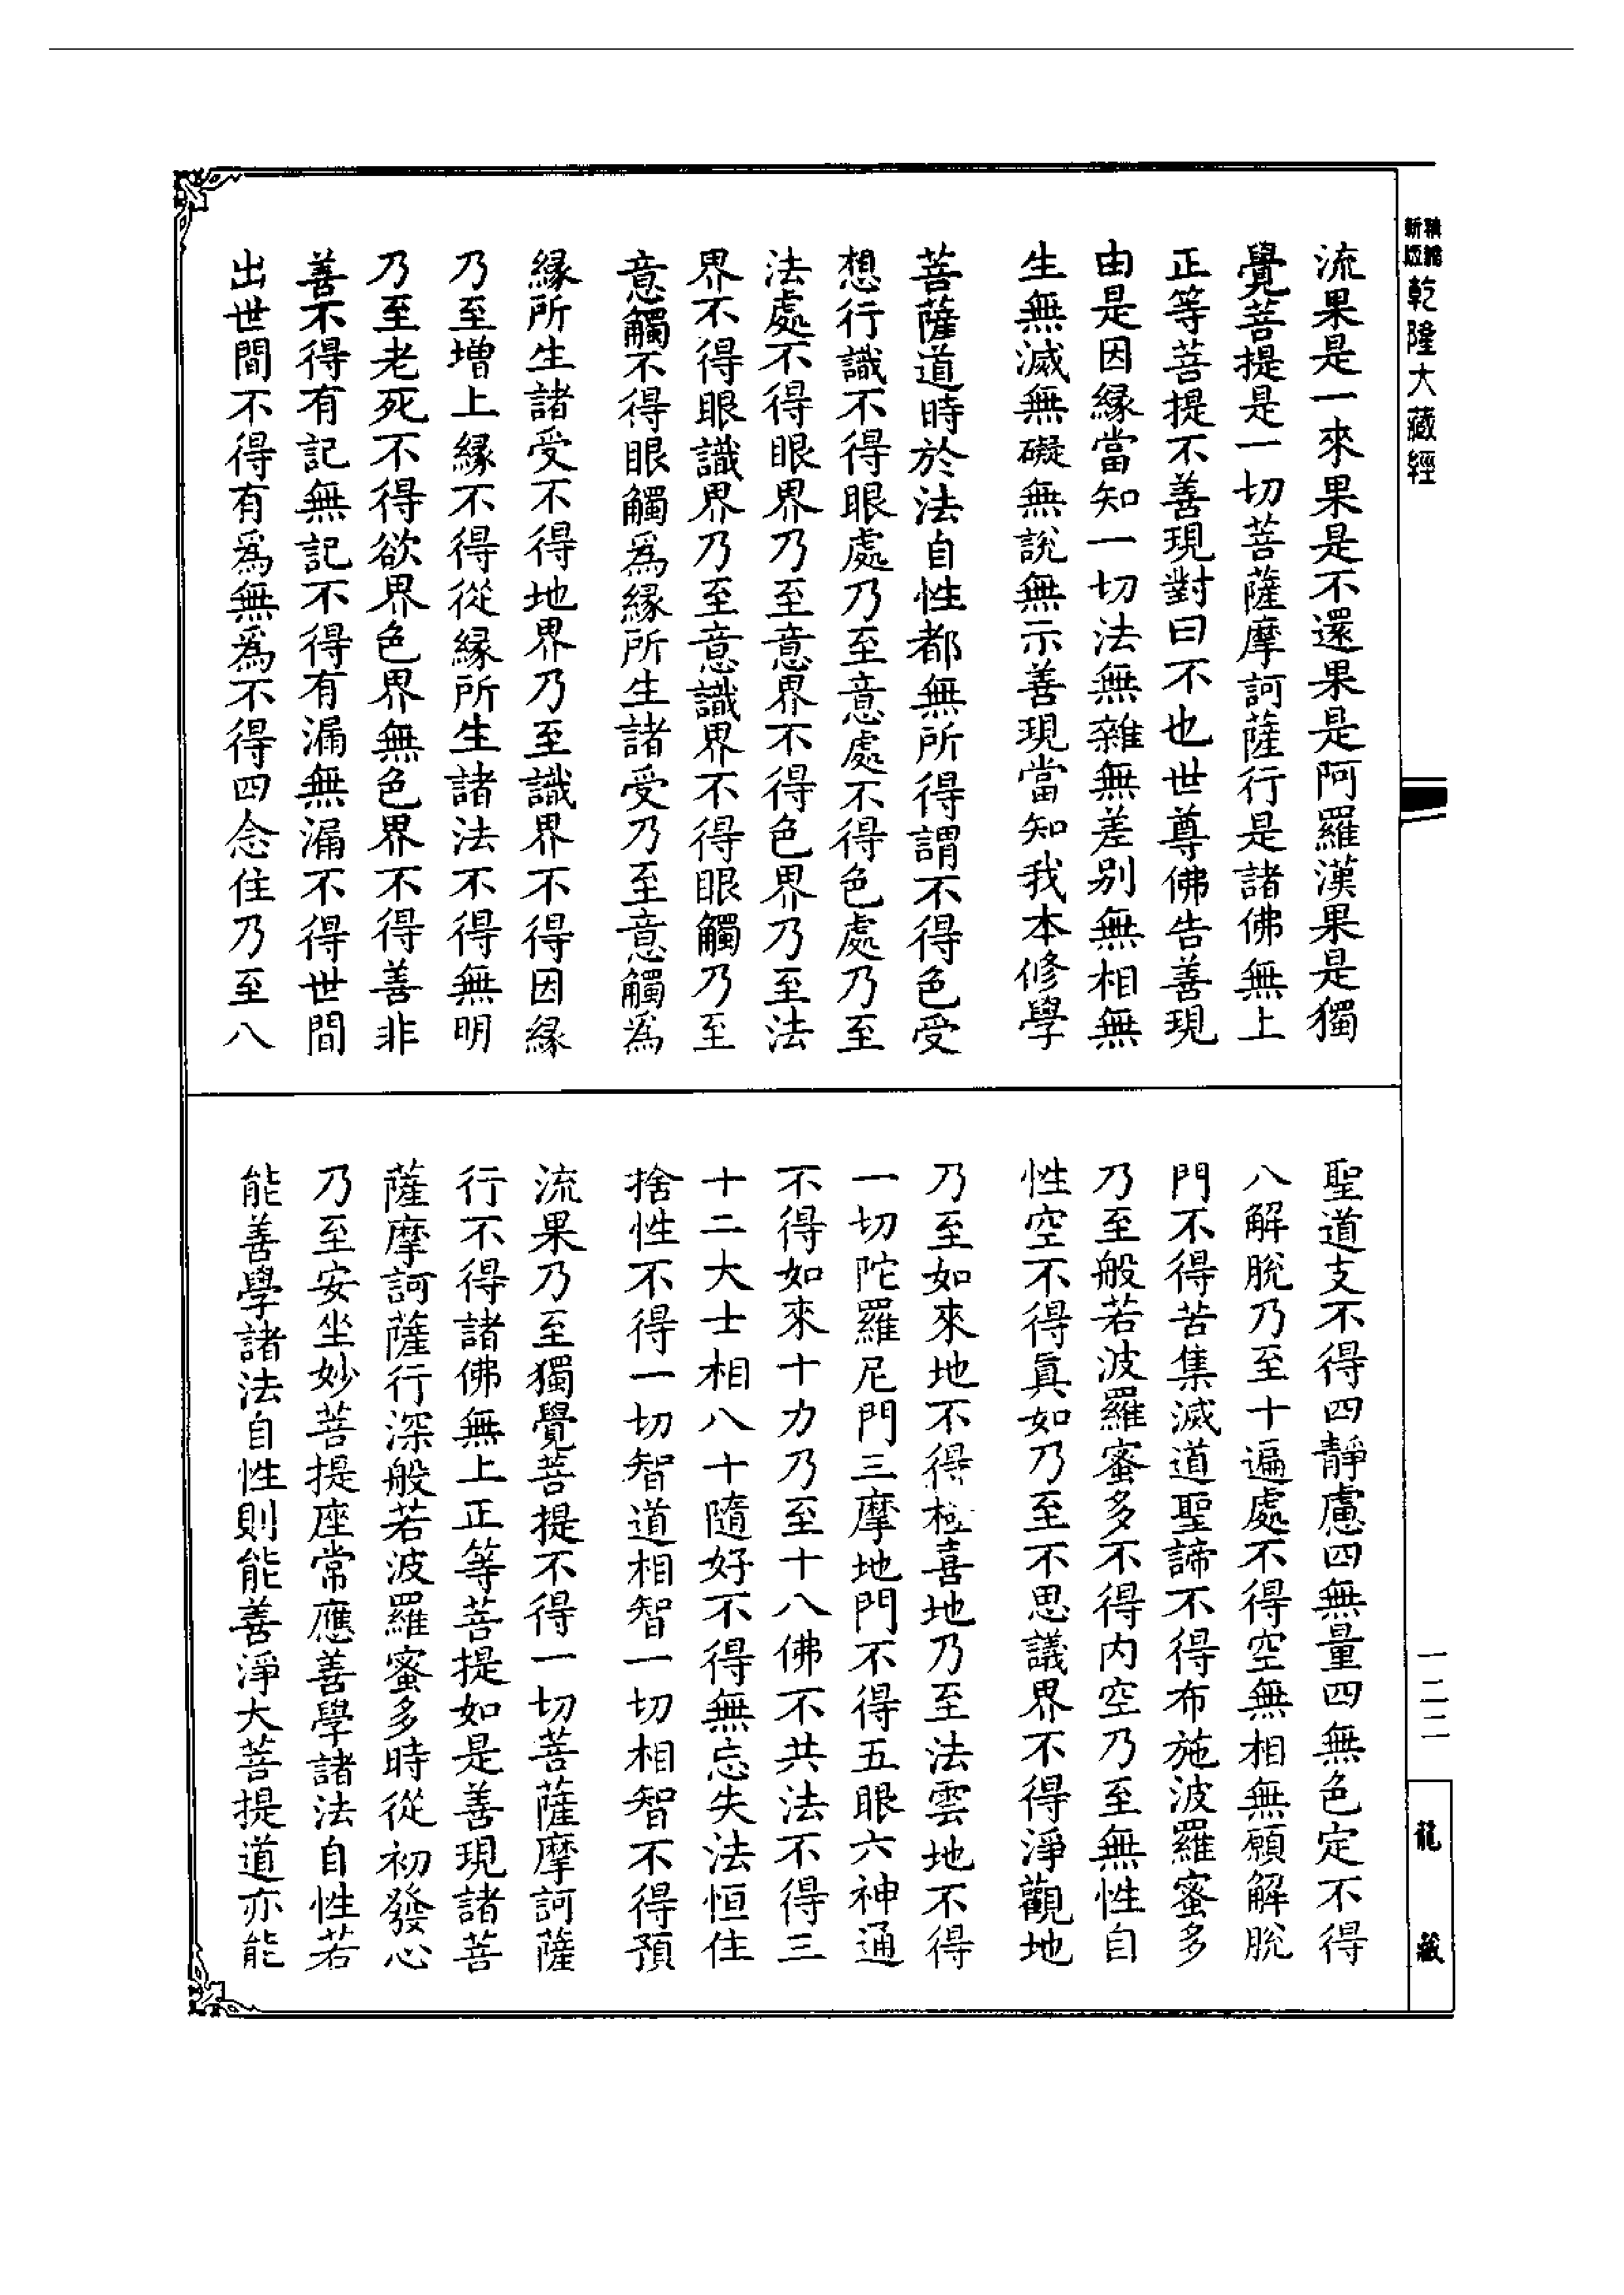 精編新版
乾隆大藏經
流果是一來果是不還果是阿羅漢果是獨
覺菩提是一切菩薩摩訶薩行是諸佛無上
正等菩提不善現對曰不也世尊佛告善現
由是因緣當知一切法無雜無差别無相無
生無滅無礙無說無示善現當知我本修學
菩薩道時於法自性都無所得謂不得色受
想行識不得眼處乃至意處不得色處乃至
法處不得眼界乃至意界不得色界乃至法
界不得眼識界乃至意識界不得眼觸乃至
意觸不得眼觸爲緣所生諸受乃至意觸爲
緣所生諸受不得地界乃至識界不得因緣
乃至增上緣不得從緣所生諸法不得無明
乃至老死不得欲界色界無色界不得善非
善不得有記無記不得有漏無漏不得世間
出世間不得有爲無爲不得四念住乃至八
聖道支不得四靜慮四無量四無色定不得
八解脫乃至十遍處不得空無相無願解脫
門不得苦集滅道聖諦不得布施波羅蜜多
乃至般若波羅蜜多不得内空乃至無性自
性空不得眞如乃至不思議界不得淨觀地
乃至如來地不得極喜地乃至法雲地不得
一切陀羅尼門三摩地門不得五眼六神通
不得如來十力乃至十八佛不共法不得三
十二大士相八十隨好不得無忘失法恒住
捨性不得一切智道相智一切相智不得預
流果乃至獨覺菩提不得一切菩薩摩訶薩
行不得諸佛無上正等菩提如是善現諸菩
薩摩訶薩行深般若波羅蜜多時從初發心
乃至安坐妙菩提座常應善學諸法自性若
能善學諸法自性則能善淨大菩提道亦能
一二二
龍藏